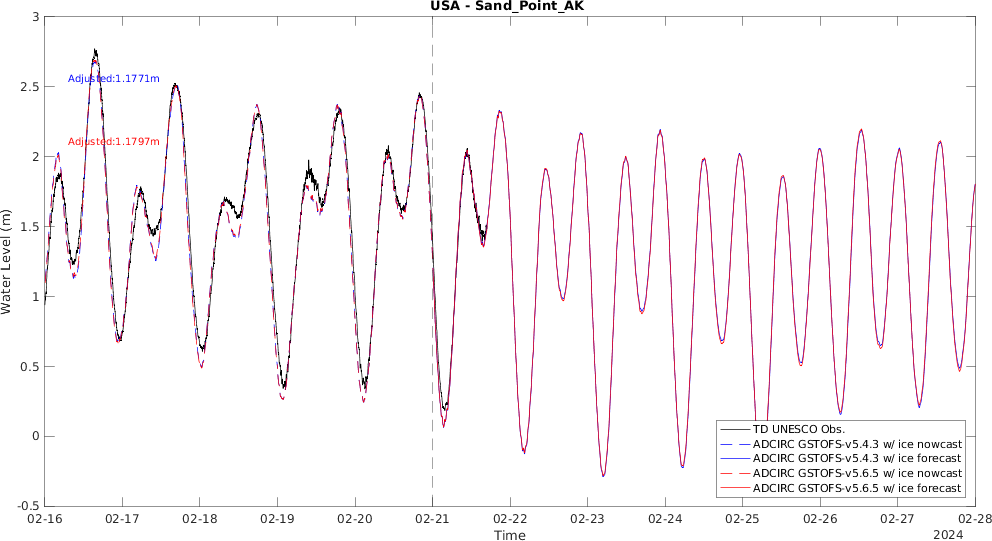 USA - Sand_Point_AK
3
2.5
2
1.5
1
0.5
0
-0.5
Water Level (m)
Adjusted:1.1771m
Adjusted:1.1797m
TD UNESCO Obs.
ADCIRC GSTOFS-v5.4.3 w/ ice nowcast
ADCIRC GSTOFS-v5.4.3 w/ ice forecast
ADCIRC GSTOFS-v5.6.5 w/ ice nowcast
ADCIRC GSTOFS-v5.6.5 w/ ice forecast
02-16 02-17 02-18 02-19 02-20 02-21 02-22 02-23 02-24 02-25 02-26 02-27 02-28
Time
2024